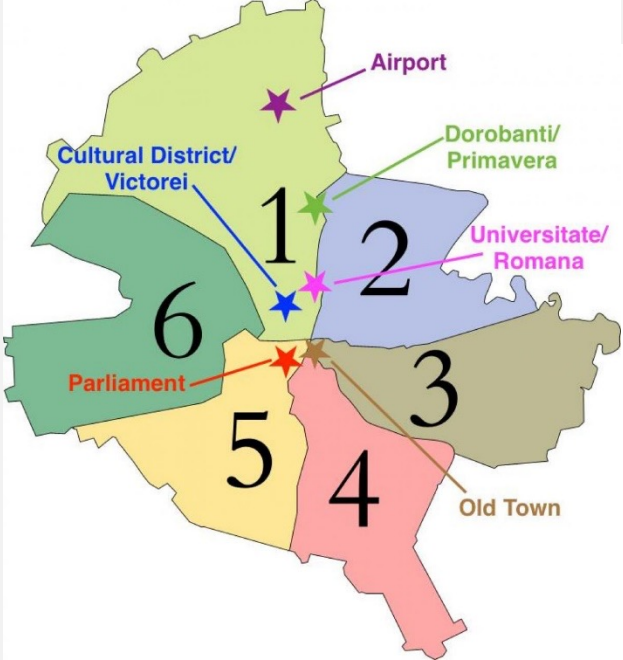 Airport
Dorobanti/
Primavera
Cultural District/
Victorei
1
2
Universitate/
Romana
6
Parliament
3
5
4
Old Town